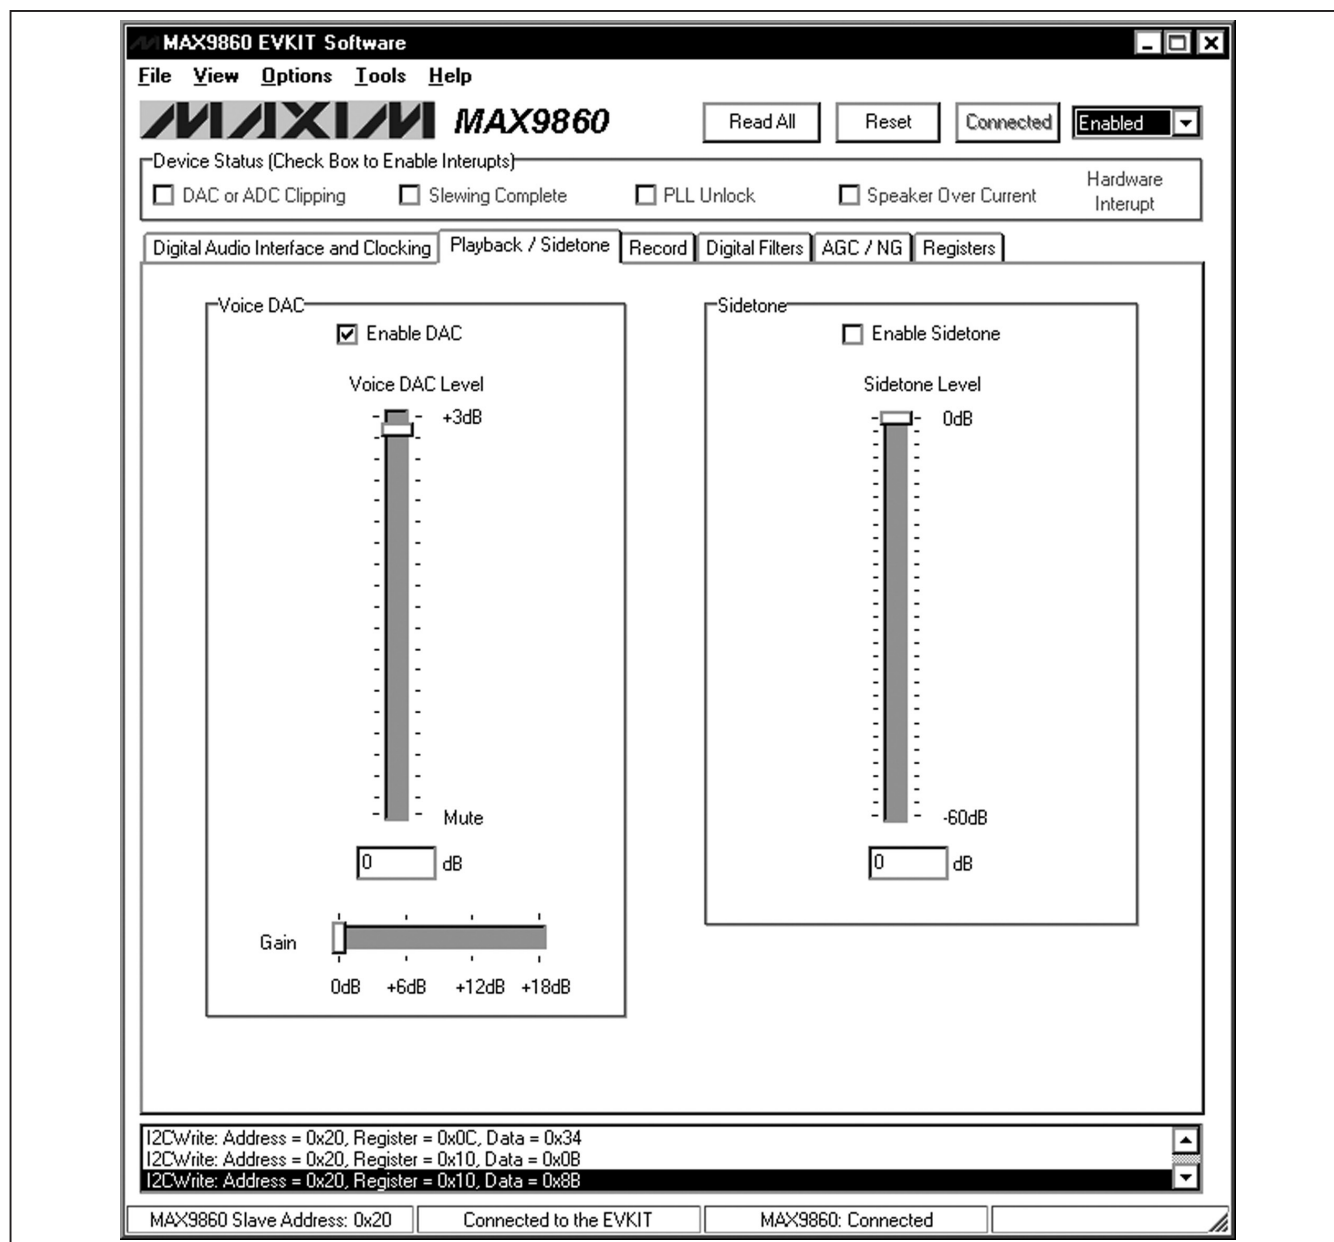 MAX9860 EVKIT Software
File View Options Tools Help
MAXIM MAX9860 Read All Reset Connected Enabled
Device Status (Check Box to Enable Interupts)
DAC or ADC Clipping Slewing Complete PLL Unlock Speaker Over Current Hardware Interupt
Digital Audio Interface and Clocking Playback / Sidetone Record Digital Filters AGC / NG Registers
Voice DAC
Enable DAC
Voice DAC Level
+3dB
Mute
0 dB
Gain
0dB +6dB +12dB +18dB
Sidetone
Enable Sidetone
Sidetone Level
0dB
-60dB
0 dB
I2CWrite: Address = 0x20, Register = 0x0C, Data = 0x34
I2CWrite: Address = 0x20, Register = 0x10, Data = 0x0B
I2CWrite: Address = 0x20, Register = 0x10, Data = 0x8B
MAX9860 Slave Address: 0x20 Connected to the EVKIT MAX9860: Connected